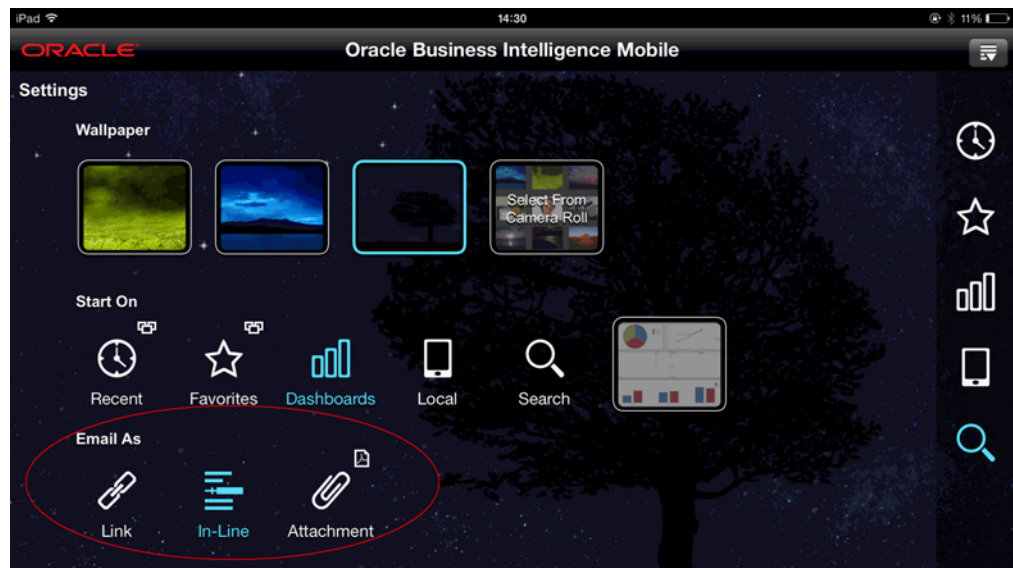 iPad 14:30 11%
ORACLE Oracle Business Intelligence Mobile
Settings
Wallpaper
Select From
Camera Roll
Start On
Recent Favorites Dashboards Local Search
Email As
Link In-Line Attachment